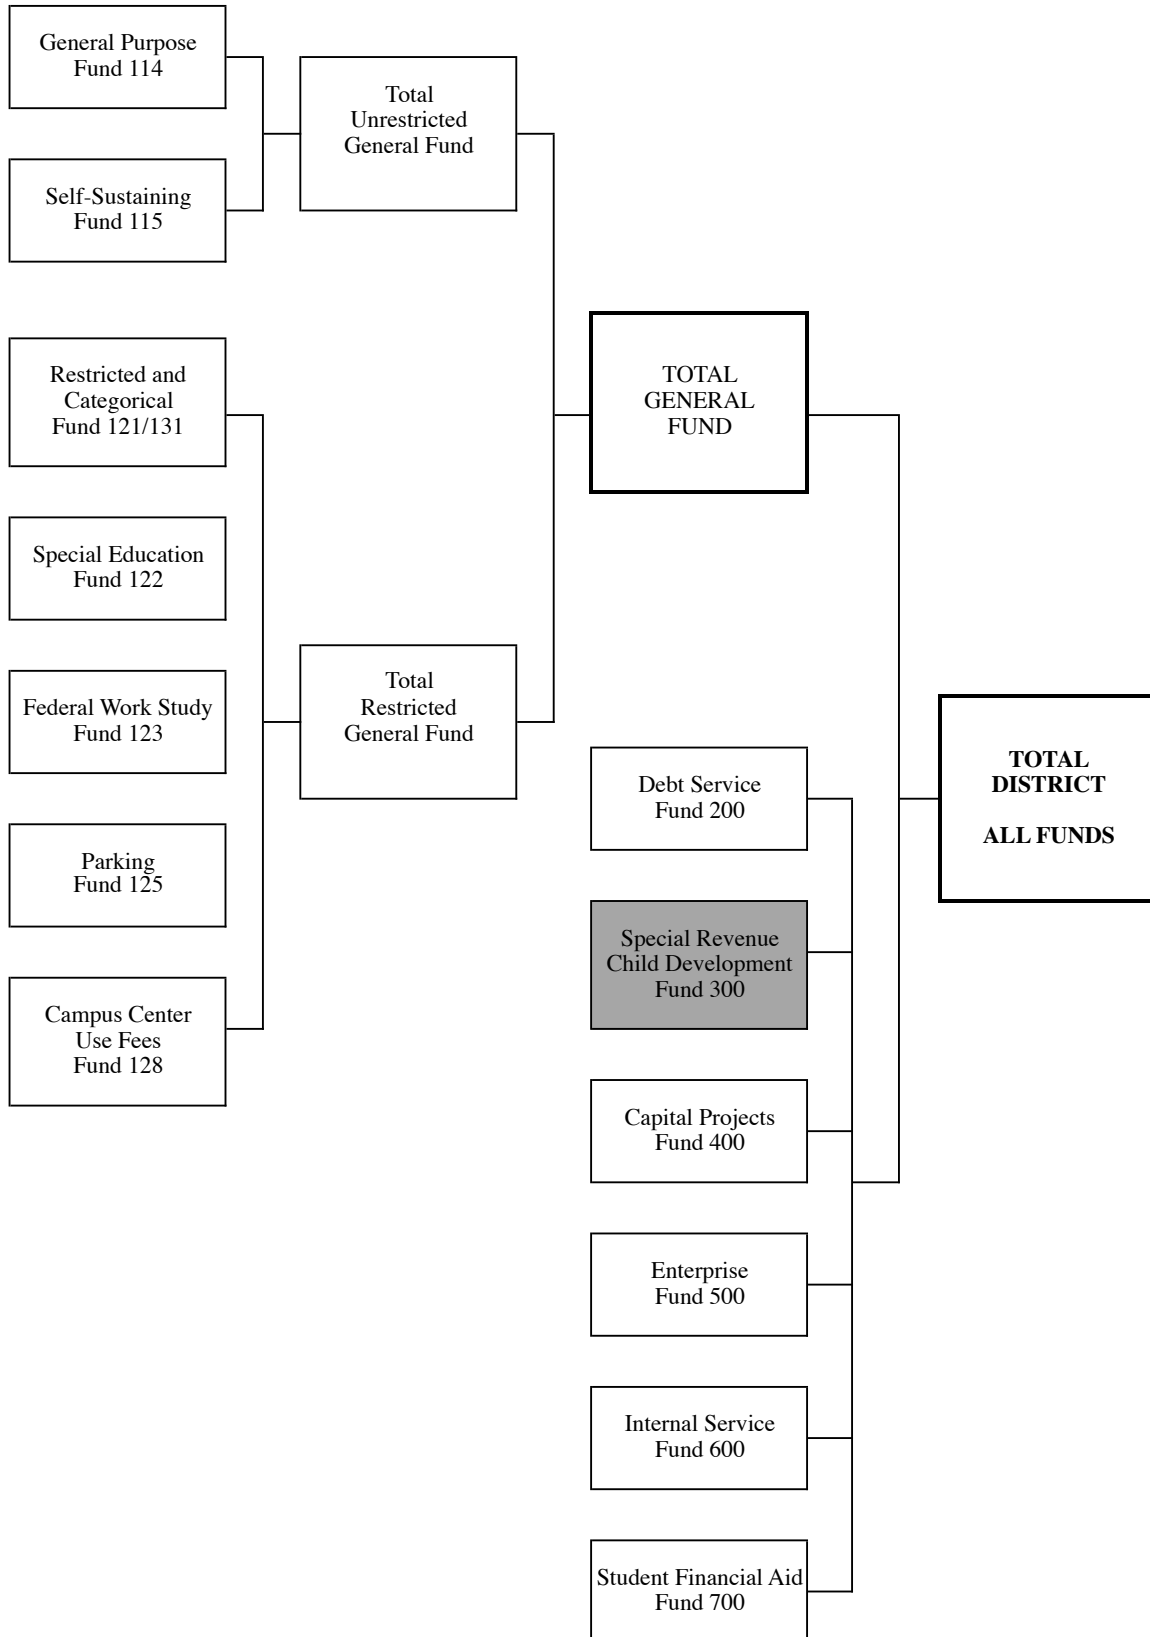 General Purpose
Fund 114
Self-Sustaining
Fund 115
Restricted and
Categorical
Fund 121/131
Special Education
Fund 122
Federal Work Study
Fund 123
Parking
Fund 125
Campus Center
Use Fees
Fund 128
Total
Unrestricted
General Fund
Total
Restricted
General Fund
TOTAL
GENERAL
FUND
Debt Service
Fund 200
Special Revenue
Child Development
Fund 300
Capital Projects
Fund 400
Enterprise
Fund 500
Internal Service
Fund 600
Student Financial Aid
Fund 700
TOTAL
DISTRICT
ALL FUNDS